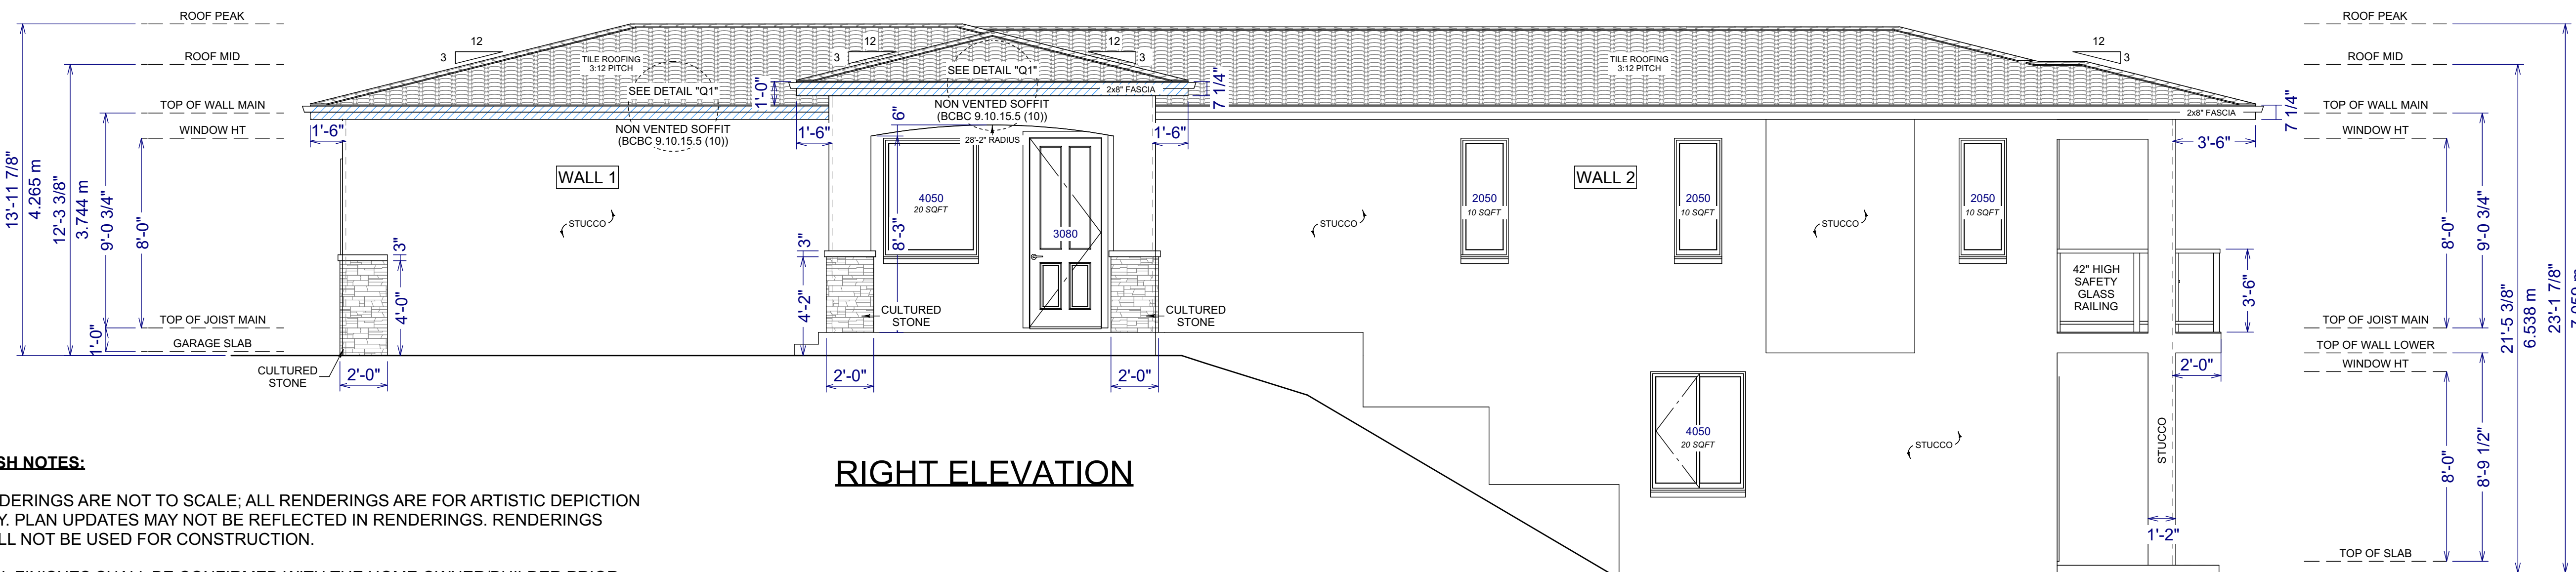 ROOF PEAK
ROOF MID
TOP OF WALL MAIN
WINDOW HT
TOP OF JOIST MAIN
GARAGE SLAB
13'-11 7/8"
4.265 m
12'-3 3/8"
3.744 m
9'-0 3/4"
8'-0"
1'-0"
12
3
TILE ROOFING
3:12 PITCH
SEE DETAIL "Q1"
NON VENTED SOFFIT
(BCBC 9.10.15.5 (10))
1'-6"
WALL 1
STUCCO
3"
4'-0"
CULTURED
STONE
2'-0"
12
3
12
3
SEE DETAIL "Q1"
1'-0"
2x8" FASCIA
7 1/4"
NON VENTED SOFFIT
(BCBC 9.10.15.5 (10))
6"
1'-6"
28'-2" RADIUS
1'-6"
4050
20 SQFT
3080
8'-3"
3"
4'-2"
CULTURED
STONE
CULTURED
STONE
2'-0"
2'-0"
STUCCO
TILE ROOFING
3:12 PITCH
WALL 2
2050
10 SQFT
2050
10 SQFT
STUCCO
2050
10 SQFT
12
3
2x8" FASCIA
7 1/4"
3'-6"
42" HIGH
SAFETY
GLASS
RAILING
3'-6"
2'-0"
4050
20 SQFT
STUCCO
STUCCO
1'-2"
ROOF PEAK
ROOF MID
TOP OF WALL MAIN
WINDOW HT
TOP OF JOIST MAIN
TOP OF WALL LOWER
WINDOW HT
TOP OF SLAB
8'-0"
9'-0 3/4"
8'-0"
8'-9 1/2"
21'-5 3/8"
6.538 m
23'-1 7/8"
RIGHT ELEVATION
SH NOTES:
DERINGS ARE NOT TO SCALE; ALL RENDERINGS ARE FOR ARTISTIC DEPICTION
Y. PLAN UPDATES MAY NOT BE REFLECTED IN RENDERINGS. RENDERINGS
LL NOT BE USED FOR CONSTRUCTION.